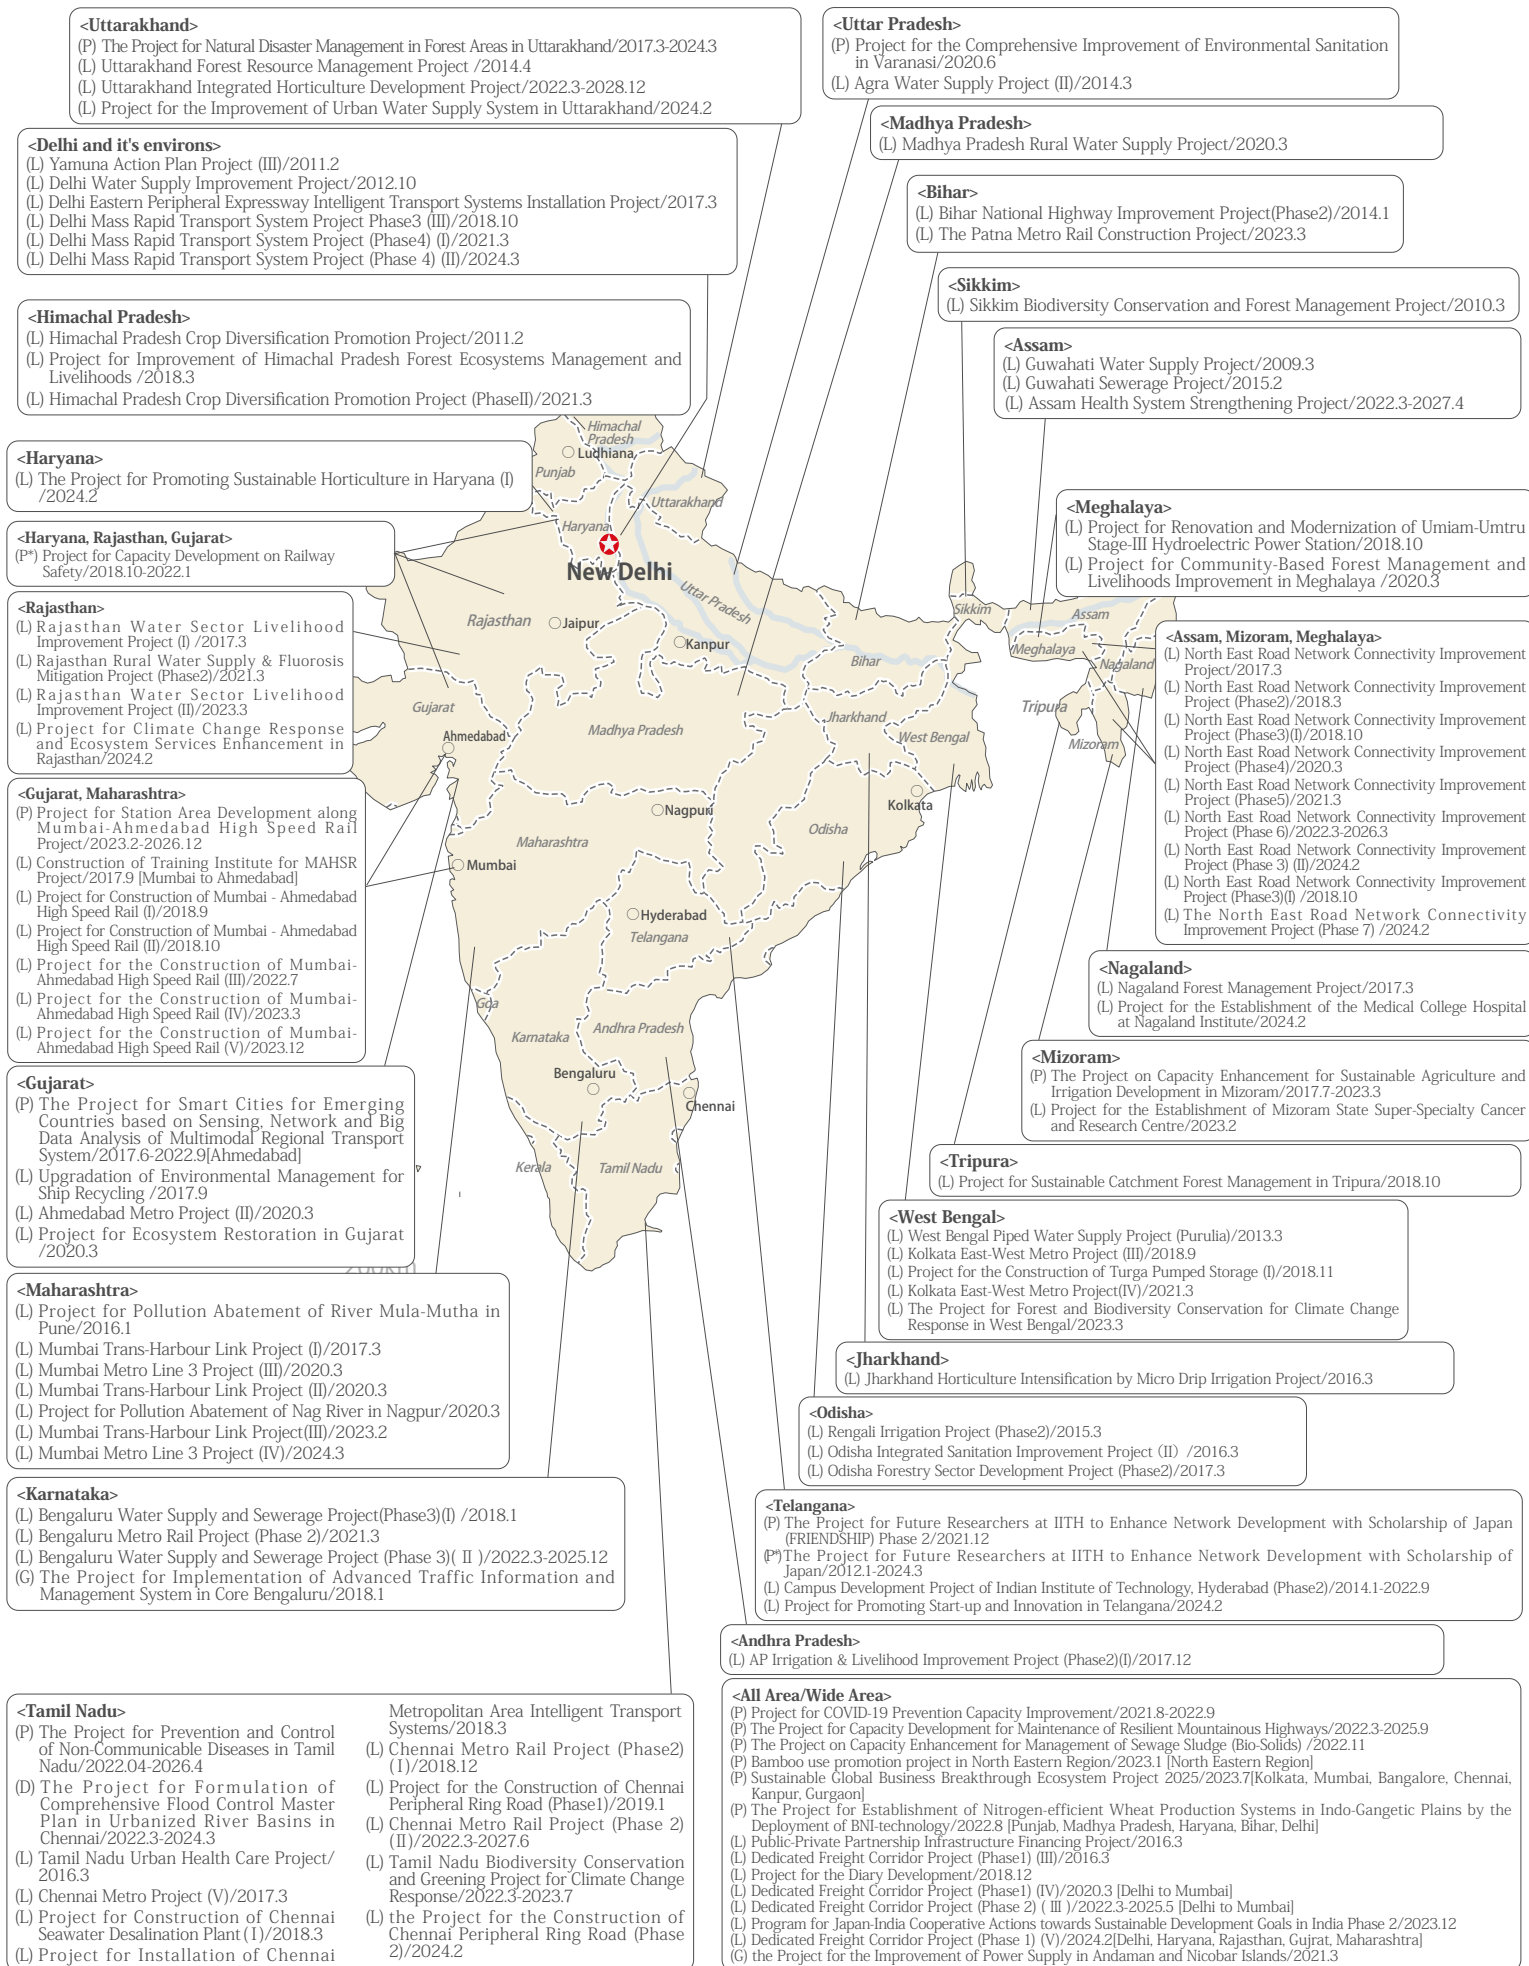 <Uttarakhand>
(P) The Project for Natural Disaster Management in Forest Areas in Uttarakhand/2017.3-2024.3
(L) Uttarakhand Forest Resource Management Project /2014.4
(L) Uttarakhand Integrated Horticulture Development Project/2022.3-2028.12
(L) Project for the Improvement of Urban Water Supply System in Uttarakhand/2024.2
<Uttar Pradesh>
(P) Project for the Comprehensive Improvement of Environmental Sanitation
in Varanasi/2020.6
(L) Agra Water Supply Project (II)/2014.3
<Madhya Pradesh>
(L) Madhya Pradesh Rural Water Supply Project/2020.3
<Delhi and it's environs>
(L) Yamuna Action Plan Project (III)/2011.2
(L) Delhi Water Supply Improvement Project/2012.10
(L) Delhi Eastern Peripheral Expressway Intelligent Transport Systems Installation Project/2017.3
(L) Delhi Mass Rapid Transport System Project Phase3 (III)/2018.10
(L) Delhi Mass Rapid Transport System Project (Phase4) (I)/2021.3
(L) Delhi Mass Rapid Transport System Project (Phase 4) (II)/2024.3
<Bihar>
(L) Bihar National Highway Improvement Project(Phase2)/2014.1
(L) The Patna Metro Rail Construction Project/2023.3
<Sikkim>
(L) Sikkim Biodiversity Conservation and Forest Management Project/2010.3
<Himachal Pradesh>
(L) Himachal Pradesh Crop Diversification Promotion Project/2011.2
(L) Project for Improvement of Himachal Pradesh Forest Ecosystems Management and
Livelihoods /2018.3
(L) Himachal Pradesh Crop Diversification Promotion Project (PhaseII)/2021.3
<Assam>
(L) Guwahati Water Supply Project/2009.3
(L) Guwahati Sewerage Project/2015.2
(L) Assam Health System Strengthening Project/2022.3-2027.4
<Haryana>
(L) The Project for Promoting Sustainable Horticulture in Haryana (I)
/2024.2
<Haryana, Rajasthan, Gujarat>
(P*) Project for Capacity Development on Railway
Safety/2018.10-2022.1
<Rajasthan>
(L) Rajasthan Water Sector Livelihood
Improvement Project (I) /2017.3
(L) Rajasthan Rural Water Supply & Fluorosis
Mitigation Project (Phase2)/2021.3
(L) Rajasthan Water Sector Livelihood
Improvement Project (II)/2023.3
(L) Project for Climate Change Response
and Ecosystem Services Enhancement in
Rajasthan/2024.2
<Gujarat, Maharashtra>
(P) Project for Station Area Development along
Mumbai-Ahmedabad High Speed Rail
Project/2023.2-2026.12
(L) Construction of Training Institute for MAHSR
Project/2017.9 [Mumbai to Ahmedabad]
(L) Project for Construction of Mumbai - Ahmedabad
High Speed Rail (I)/2018.9
(L) Project for Construction of Mumbai - Ahmedabad
High Speed Rail (II)/2018.10
(L) Project for the Construction of Mumbai-
Ahmedabad High Speed Rail (III)/2022.7
(L) Project for the Construction of Mumbai-
Ahmedabad High Speed Rail (IV)/2023.3
(L) Project for the Construction of Mumbai-
Ahmedabad High Speed Rail (V)/2023.12
<Gujarat>
(P) The Project for Smart Cities for Emerging
Countries based on Sensing, Network and Big
Data Analysis of Multimodal Regional Transport
System/2017.6-2022.9[Ahmedabad]
(L) Upgradation of Environmental Management for
Ship Recycling /2017.9
(L) Ahmedabad Metro Project (II)/2020.3
(L) Project for Ecosystem Restoration in Gujarat
/2020.3
<Maharashtra>
(L) Project for Pollution Abatement of River Mula-Mutha in
Pune/2016.1
(L) Mumbai Trans-Harbour Link Project (I)/2017.3
(L) Mumbai Metro Line 3 Project (III)/2020.3
(L) Mumbai Trans-Harbour Link Project (II)/2020.3
(L) Project for Pollution Abatement of Nag River in Nagpur/2020.3
(L) Mumbai Trans-Harbour Link Project(III)/2023.2
(L) Mumbai Metro Line 3 Project (IV)/2024.3
<Karnataka>
(L) Bengaluru Water Supply and Sewerage Project(Phase3)(I) /2018.1
(L) Bengaluru Metro Rail Project (Phase 2)/2021.3
(L) Bengaluru Water Supply and Sewerage Project (Phase 3)( II )/2022.3-2025.12
(G) The Project for Implementation of Advanced Traffic Information and
Management System in Core Bengaluru/2018.1
<Tamil Nadu>
(P) The Project for Prevention and Control
of Non-Communicable Diseases in Tamil
Nadu/2022.04-2026.4
(D) The Project for Formulation of
Comprehensive Flood Control Master
Plan in Urbanized River Basins in
Chennai/2022.3-2024.3
(L) Tamil Nadu Urban Health Care Project/
2016.3
(L) Chennai Metro Project (V)/2017.3
(L) Project for Construction of Chennai
Seawater Desalination Plant(I)/2018.3
(L) Project for Installation of Chennai
Metropolitan Area Intelligent Transport
Systems/2018.3
(L) Chennai Metro Rail Project (Phase2)
(I)/2018.12
(L) Project for the Construction of Chennai
Peripheral Ring Road (Phase1)/2019.1
(L) Chennai Metro Rail Project (Phase 2)
(II)/2022.3-2027.6
(L) Tamil Nadu Biodiversity Conservation
and Greening Project for Climate Change
Response/2022.3-2023.7
(L) the Project for the Construction of
Chennai Peripheral Ring Road (Phase
2)/2024.2
Himachal
Pradesh
Ludhiana
Punjab
Uttarakhand
Haryana
New Delhi
Uttar Pradesh
Rajasthan
Jaipur
Kanpur
Sikkim
Assam
Meghalaya
Nagaland
Bihar
Gujarat
Ahmedabad
Madhya Pradesh
Jharkhand
West Bengal
Tripura
Mizoram
Kolkata
Nagpuri
Odisha
Maharashtra
Mumbai
Hyderabad
Telangana
Goa
Karnataka
Andhra Pradesh
Bengaluru
Chennai
Kerala
Tamil Nadu
<Meghalaya>
(L) Project for Renovation and Modernization of Umiam-Umtru
Stage-III Hydroelectric Power Station/2018.10
(L) Project for Community-Based Forest Management and
Livelihoods Improvement in Meghalaya /2020.3
<Assam, Mizoram, Meghalaya>
(L) North East Road Network Connectivity Improvement
Project/2017.3
(L) North East Road Network Connectivity Improvement
Project (Phase2)/2018.3
(L) North East Road Network Connectivity Improvement
Project (Phase3)(I)/2018.10
(L) North East Road Network Connectivity Improvement
Project (Phase4)/2020.3
(L) North East Road Network Connectivity Improvement
Project (Phase5)/2021.3
(L) North East Road Network Connectivity Improvement
Project (Phase 6)/2022.3-2026.3
(L) North East Road Network Connectivity Improvement
Project (Phase 3) (II)/2024.2
(L) North East Road Network Connectivity Improvement
Project (Phase3)(I) /2018.10
(L) The North East Road Network Connectivity
Improvement Project (Phase 7) /2024.2
<Nagaland>
(L) Nagaland Forest Management Project/2017.3
(L) Project for the Establishment of the Medical College Hospital
at Nagaland Institute/2024.2
<Mizoram>
(P) The Project on Capacity Enhancement for Sustainable Agriculture and
Irrigation Development in Mizoram/2017.7-2023.3
(L) Project for the Establishment of Mizoram State Super-Specialty Cancer
and Research Centre/2023.2
<Tripura>
(L) Project for Sustainable Catchment Forest Management in Tripura/2018.10
<West Bengal>
(L) West Bengal Piped Water Supply Project (Purulia)/2013.3
(L) Kolkata East-West Metro Project (III)/2018.9
(L) Project for the Construction of Turga Pumped Storage (I)/2018.11
(L) Kolkata East-West Metro Project(IV)/2021.3
(L) The Project for Forest and Biodiversity Conservation for Climate Change
Response in West Bengal/2023.3
<Jharkhand>
(L) Jharkhand Horticulture Intensification by Micro Drip Irrigation Project/2016.3
<Odisha>
(L) Rengali Irrigation Project (Phase2)/2015.3
(L) Odisha Integrated Sanitation Improvement Project (II) /2016.3
(L) Odisha Forestry Sector Development Project (Phase2)/2017.3
<Telangana>
(P) The Project for Future Researchers at IITH to Enhance Network Development with Scholarship of Japan
(FRIENDSHIP) Phase 2/2021.12
(P*)The Project for Future Researchers at IITH to Enhance Network Development with Scholarship of
Japan/2012.1-2024.3
(L) Campus Development Project of Indian Institute of Technology, Hyderabad (Phase2)/2014.1-2022.9
(L) Project for Promoting Start-up and Innovation in Telangana/2024.2
<Andhra Pradesh>
(L) AP Irrigation & Livelihood Improvement Project (Phase2)(I)/2017.12
<All Area/Wide Area>
(P) Project for COVID-19 Prevention Capacity Improvement/2021.8-2022.9
(P) The Project for Capacity Development for Maintenance of Resilient Mountainous Highways/2022.3-2025.9
(P) The Project on Capacity Enhancement for Management of Sewage Sludge (Bio-Solids) /2022.11
(P) Bamboo use promotion project in North Eastern Region/2023.1 [North Eastern Region]
(P) Sustainable Global Business Breakthrough Ecosystem Project 2025/2023.7[Kolkata, Mumbai, Bangalore, Chennai,
Kanpur, Gurgaon]
(P) The Project for Establishment of Nitrogen-efficient Wheat Production Systems in Indo-Gangetic Plains by the
Deployment of BNI-technology/2022.8 [Punjab, Madhya Pradesh, Haryana, Bihar, Delhi]
(L) Public-Private Partnership Infrastructure Financing Project/2016.3
(L) Dedicated Freight Corridor Project (Phase1) (III)/2016.3
(L) Project for the Diary Development/2018.12
(L) Dedicated Freight Corridor Project (Phase1) (IV)/2020.3 [Delhi to Mumbai]
(L) Dedicated Freight Corridor Project (Phase 2) ( III )/2022.3-2025.5 [Delhi to Mumbai]
(L) Program for Japan-India Cooperative Actions towards Sustainable Development Goals in India Phase 2/2023.12
(L) Dedicated Freight Corridor Project (Phase 1) (V)/2024.2[Delhi, Haryana, Rajasthan, Gujrat, Maharashtra]
(G) the Project for the Improvement of Power Supply in Andaman and Nicobar Islands/2021.3